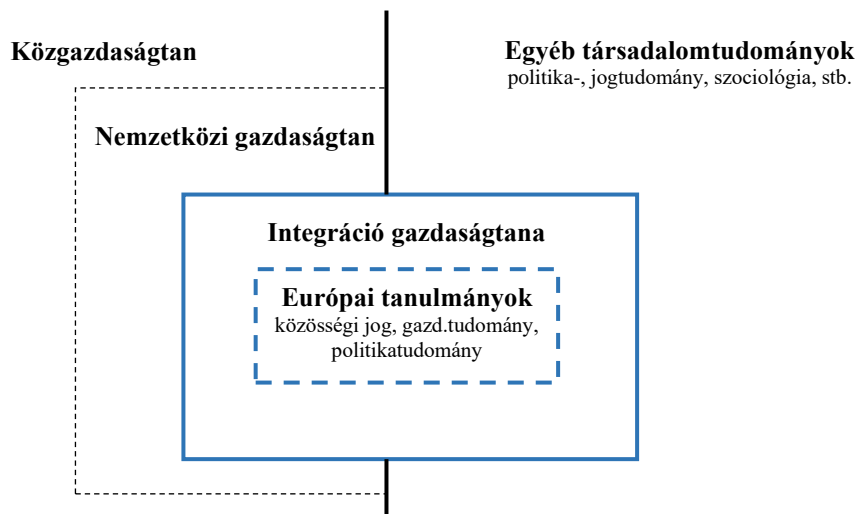 Közgazdaságtan
Egyéb társadalomtudományok
politika-, jogtudomány, szociológia, stb.
Nemzetközi gazdaságtan
Integráció gazdaságtana
Európai tanulmányok
közösségi jog, gazd.tudomány,
politikatudomány